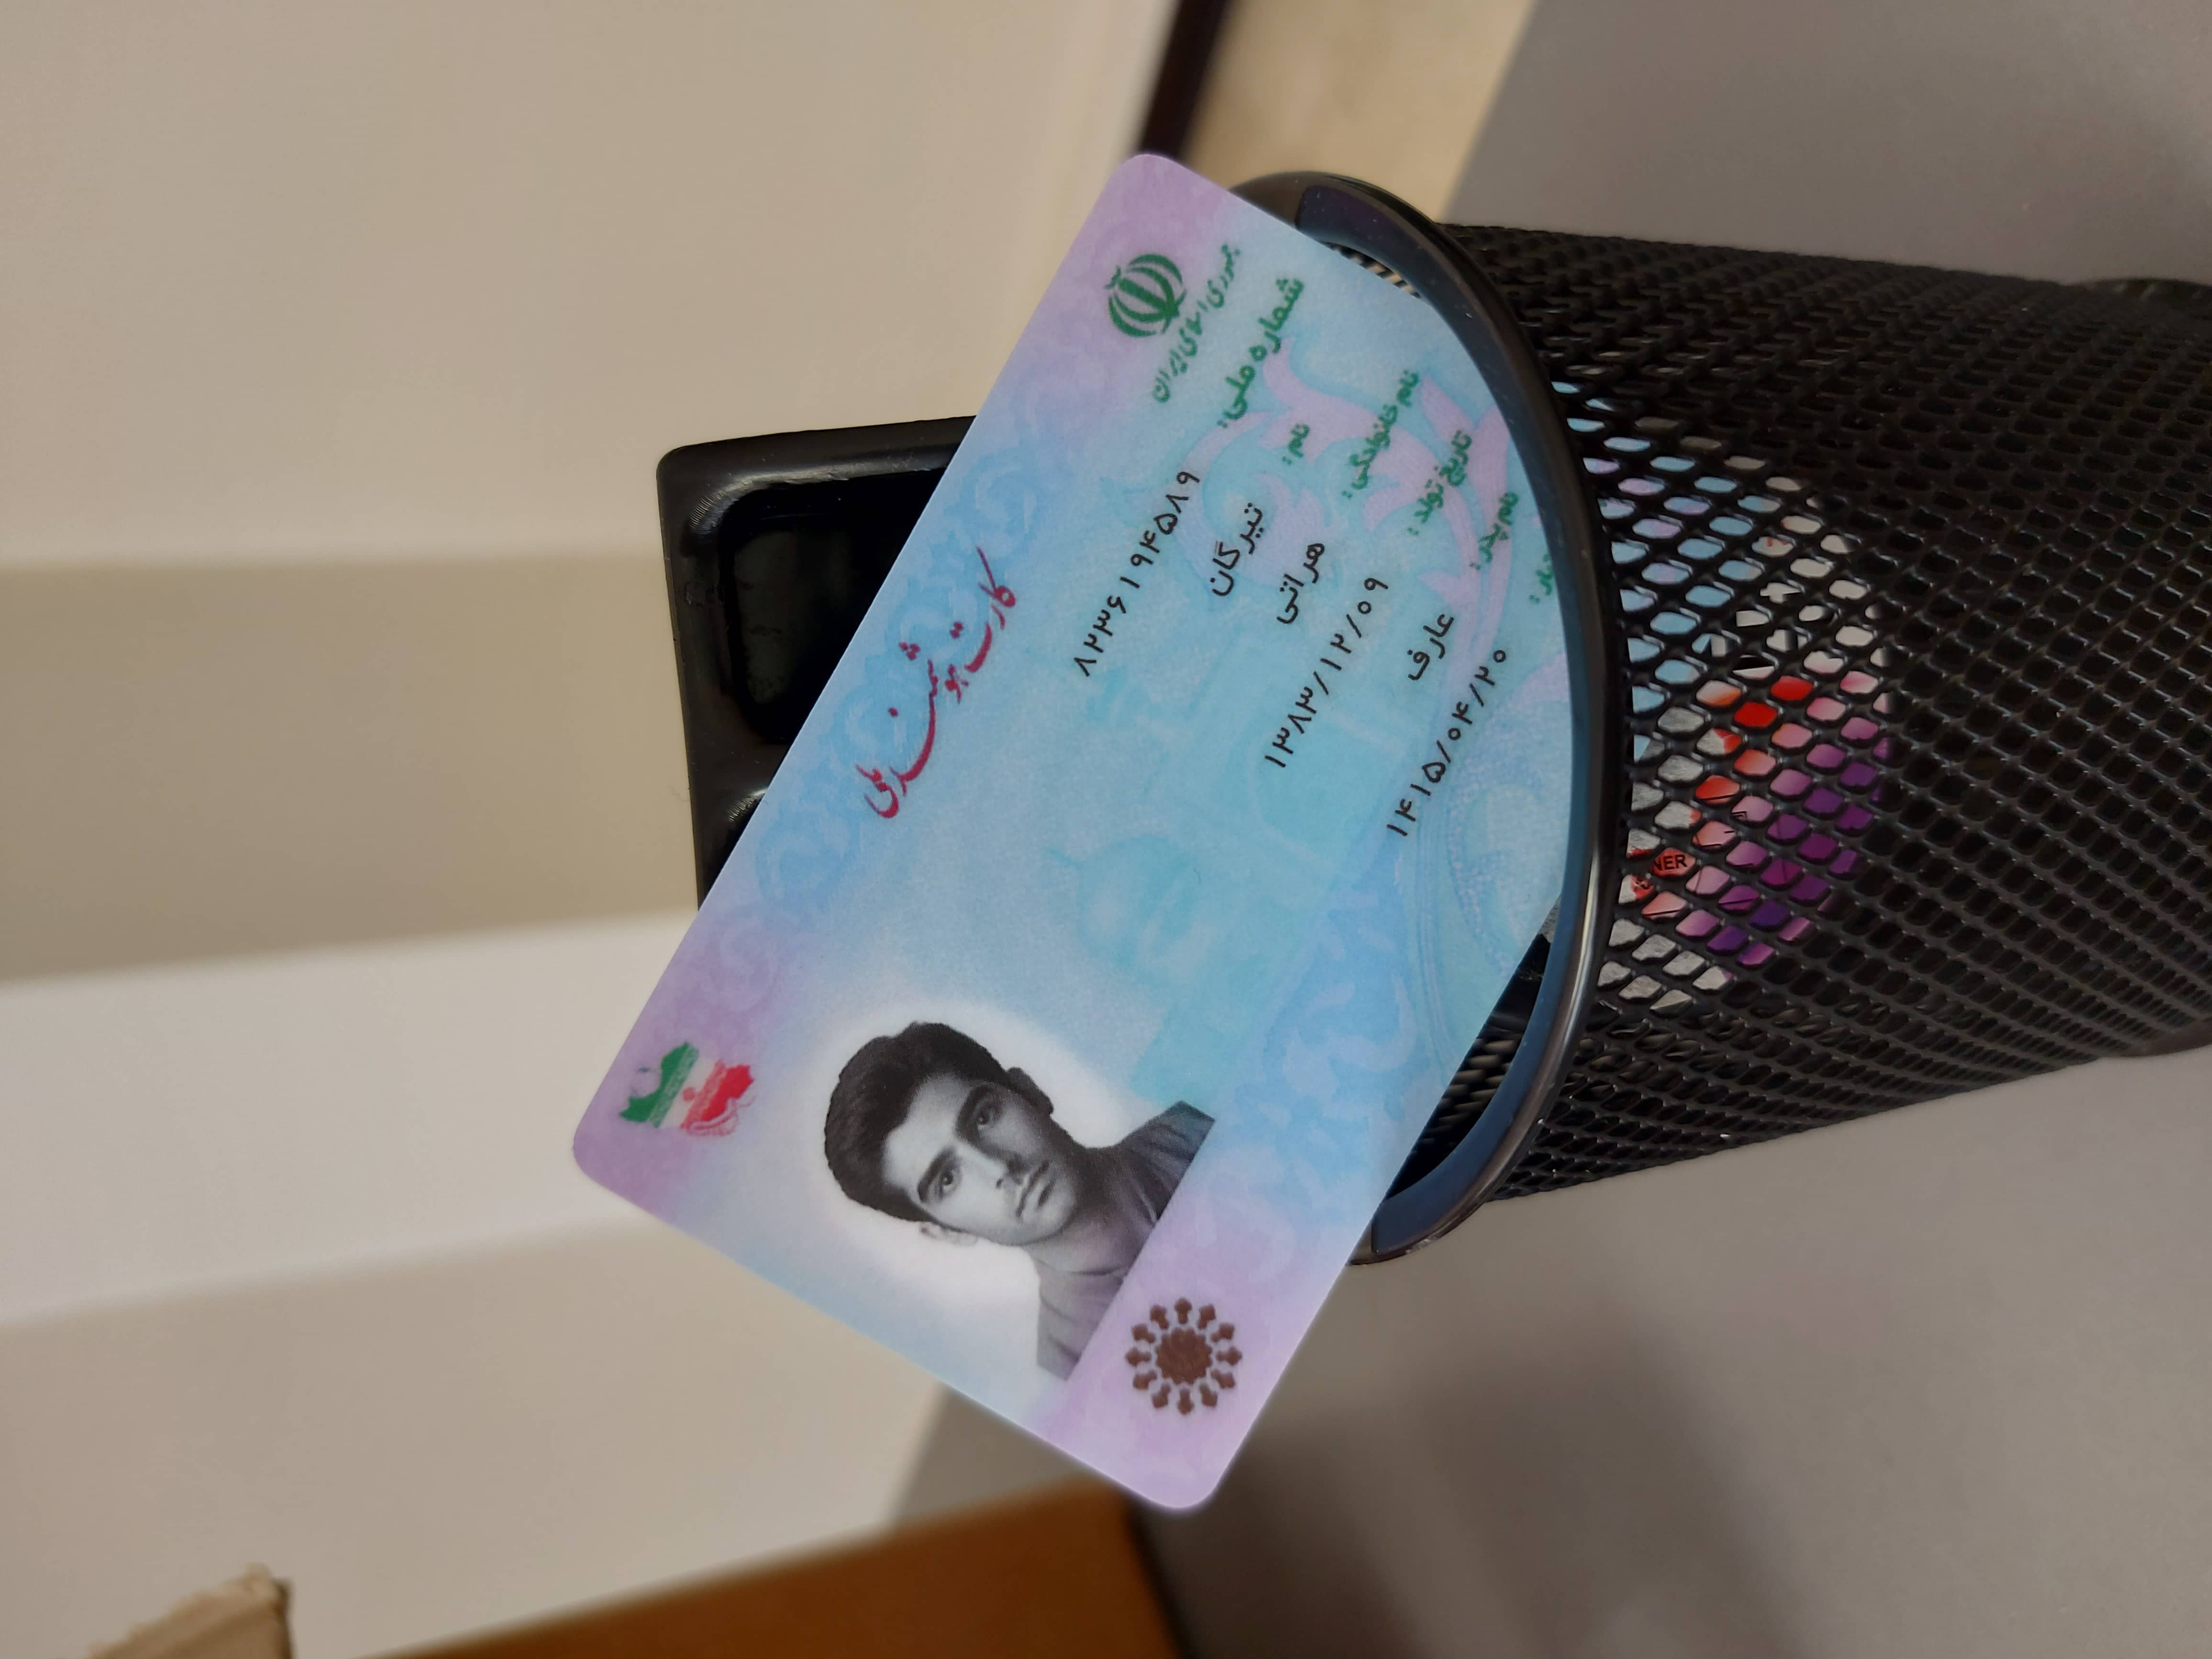 جمهوری اسلامی ایران
کارت هوشمند ملی
شماره ملی: ۸۲۳۶۱۹۴۵۸۹
نام: تیرگان
نام خانوادگی: هراتی
تاریخ تولد: ۱۳۸۳/۱۲/۰۹
نام پدر: عارف
۱۴۱۵/۰۴/۲۰
NER